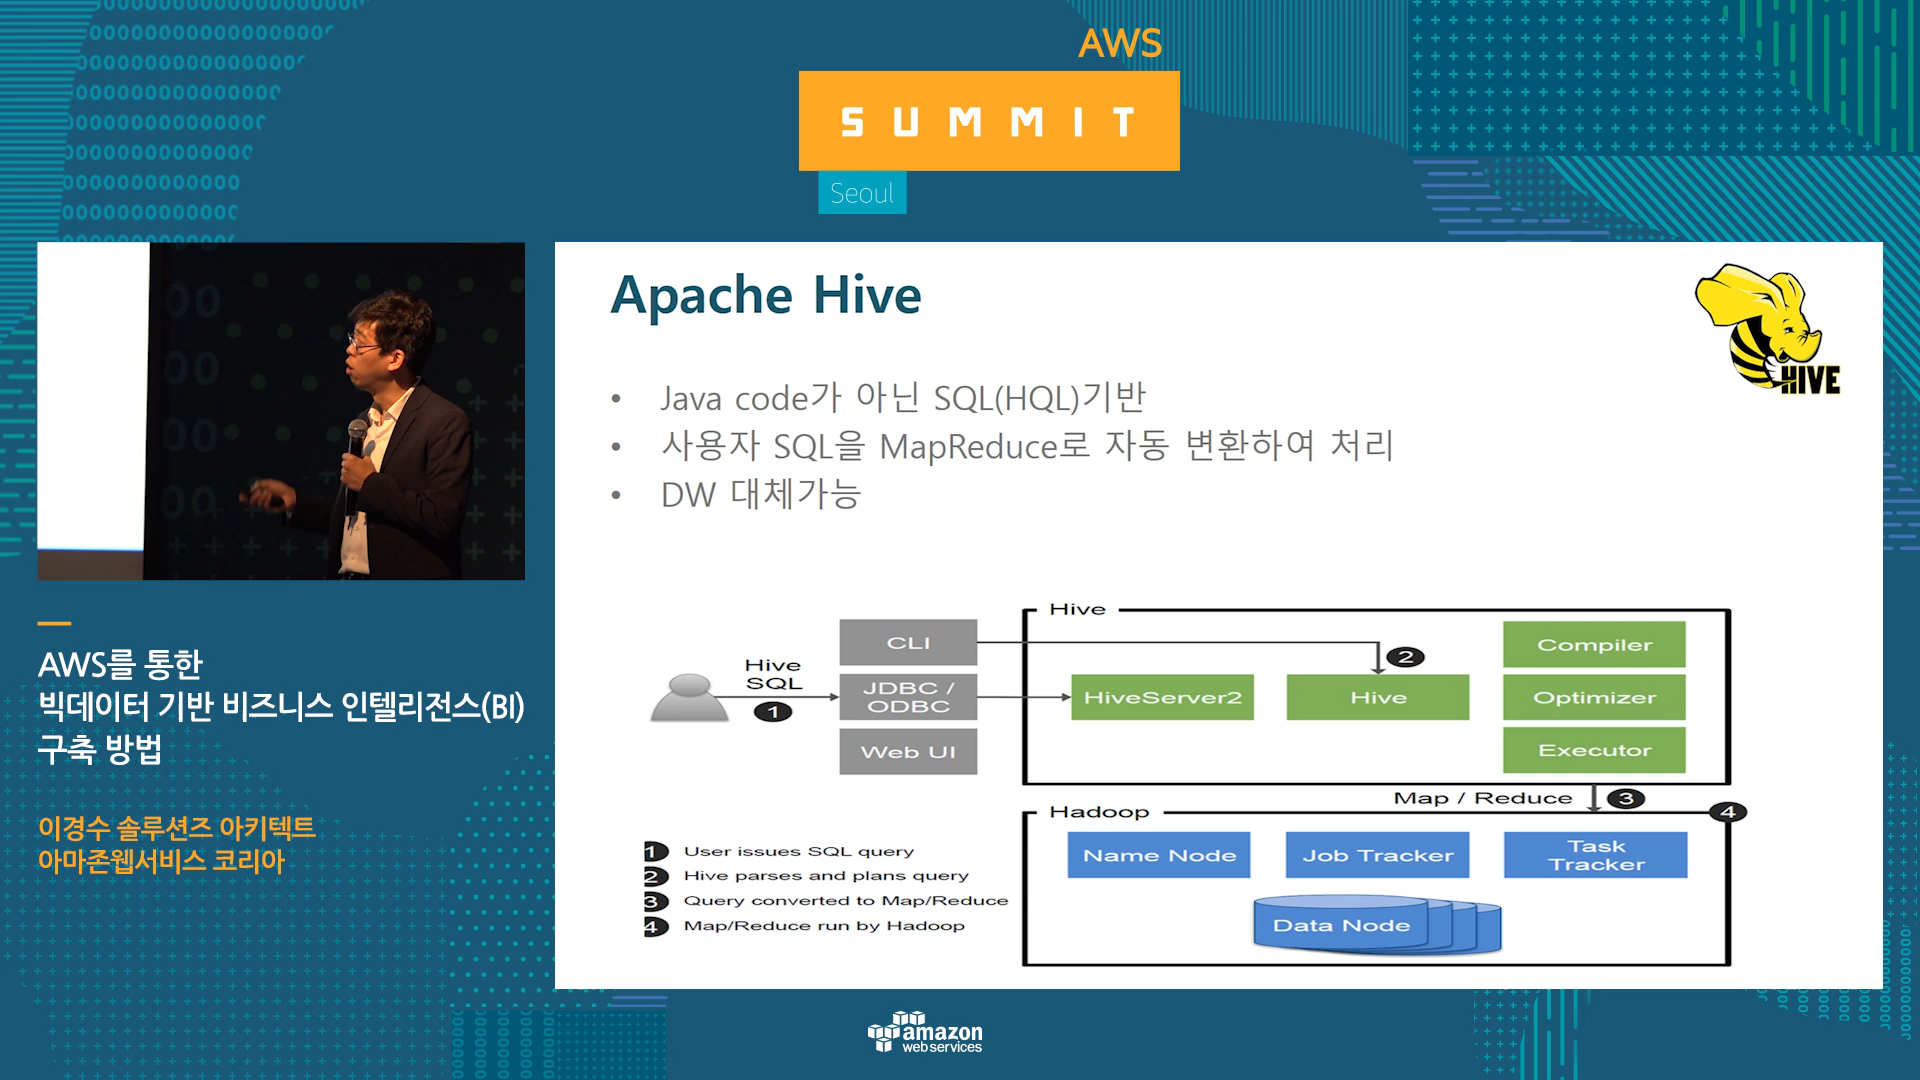 AWS
SUMMIT
Seoul
Apache Hive
HIVE
• Java code가 아닌 SQL(HQL)기반
• 사용자 SQL을 MapReduce로 자동 변환하여 처리
• DW 대체가능
AWS를 통한
빅데이터 기반 비즈니스 인텔리전스(BI)
구축 방법
이경수 솔루션즈 아키텍트
아마존웹서비스 코리아
Hive
SQL
1
CLI
JDBC /
ODBC
Web UI
Hive
2
HiveServer2
Hive
Compiler
Optimizer
Executor
Map / Reduce 3
Hadoop
4
Name Node
Job Tracker
Task
Tracker
Data Node
1 User issues SQL query
2 Hive parses and plans query
3 Query converted to Map/Reduce
4 Map/Reduce run by Hadoop
amazon
webservices